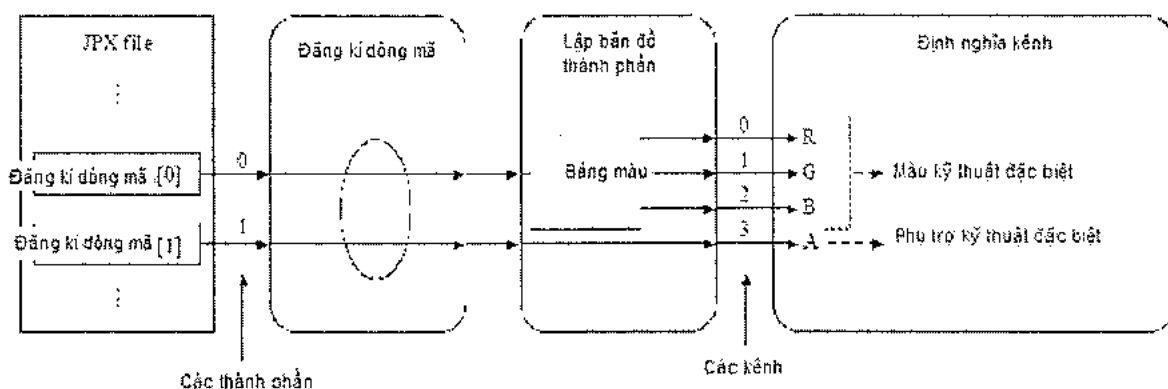 JPX file
Đăng kí dòng mã
Lập bản đồ
thành phần
Định nghĩa kênh
Đăng kí dòng mã [0]
0
Bảng màu
0
R
1
G
Màu kỹ thuật đặc biệt
2
B
Đăng kí dòng mã [1]
1
3
A
Phụ trợ kỹ thuật đặc biệt
Các thành phần
Các kênh